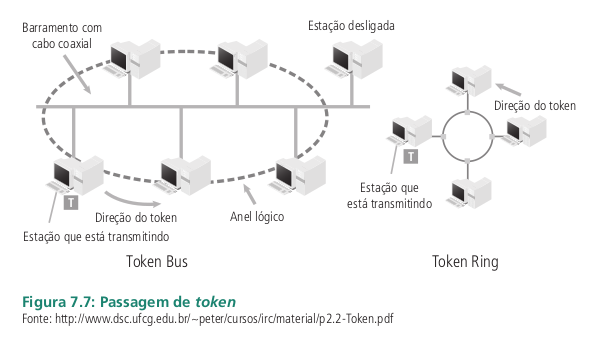 Barramento com
cabo coaxial
Estação desligada
Direção do token
T
T
Estação que
está transmitindo
Direção do token
Anel lógico
Estação que está transmitindo
Token Bus
Token Ring
Figura 7.7: Passagem de token
Fonte: http://www.dsc.ufcg.edu.br/~peter/cursos/irc/material/p2.2-Token.pdf